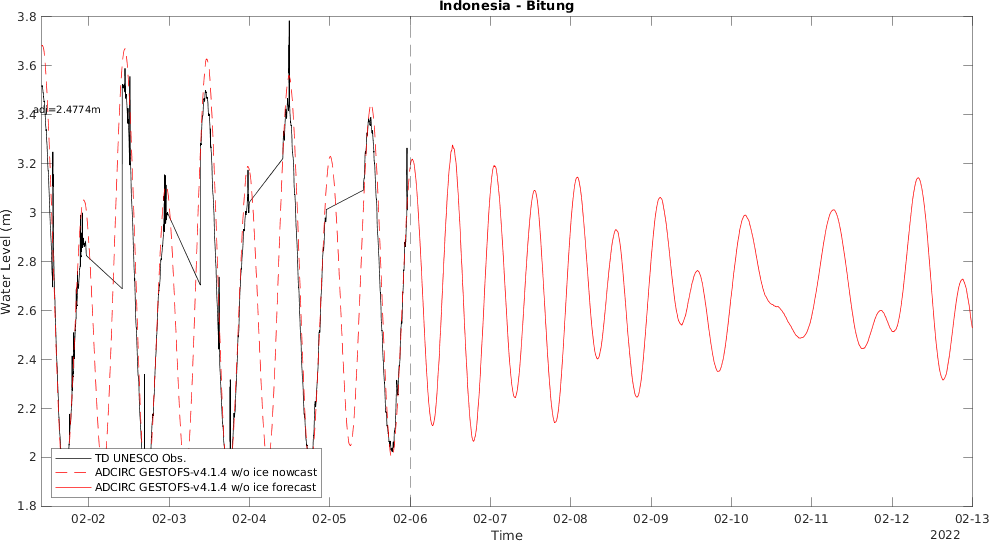 Indonesia - Bitung
3.8
3.6
3.4
3.2
3
2.8
2.6
2.4
2.2
2
1.8
Water Level (m)
adj=2.4774m
TD UNESCO Obs.
ADCIRC GESTOFS-v4.1.4 w/o ice nowcast
ADCIRC GESTOFS-v4.1.4 w/o ice forecast
02-02 02-03 02-04 02-05 02-06 02-07 02-08 02-09 02-10 02-11 02-12 02-13
Time
2022